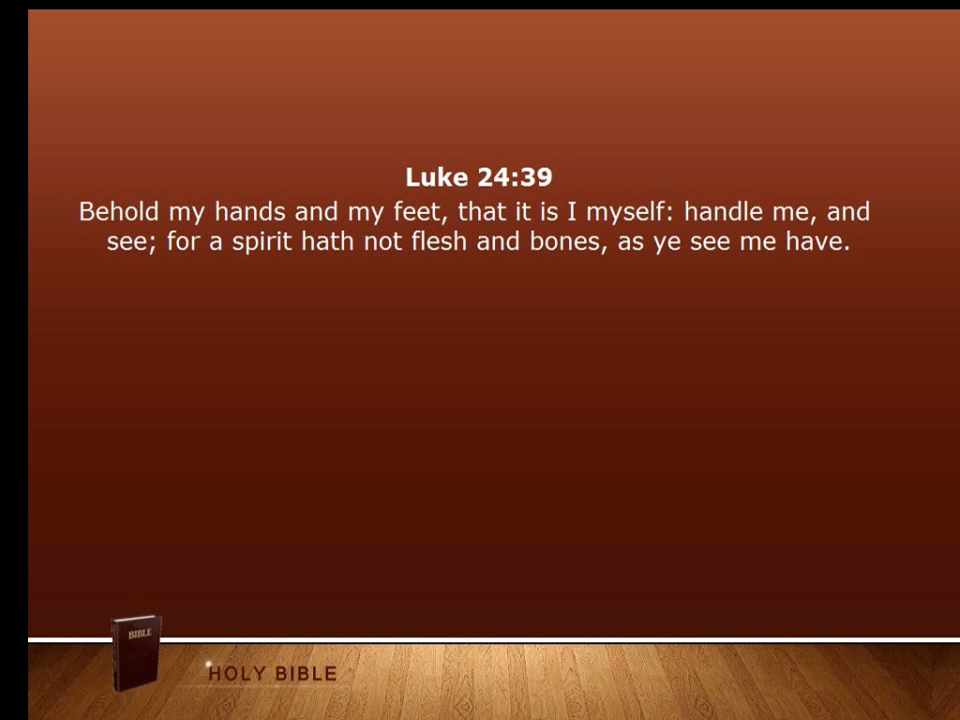 Luke 24:39
Behold my hands and my feet, that it is I myself: handle me, and
see; for a spirit hath not flesh and bones, as ye see me have.
BIBLE
HOLY BIBLE